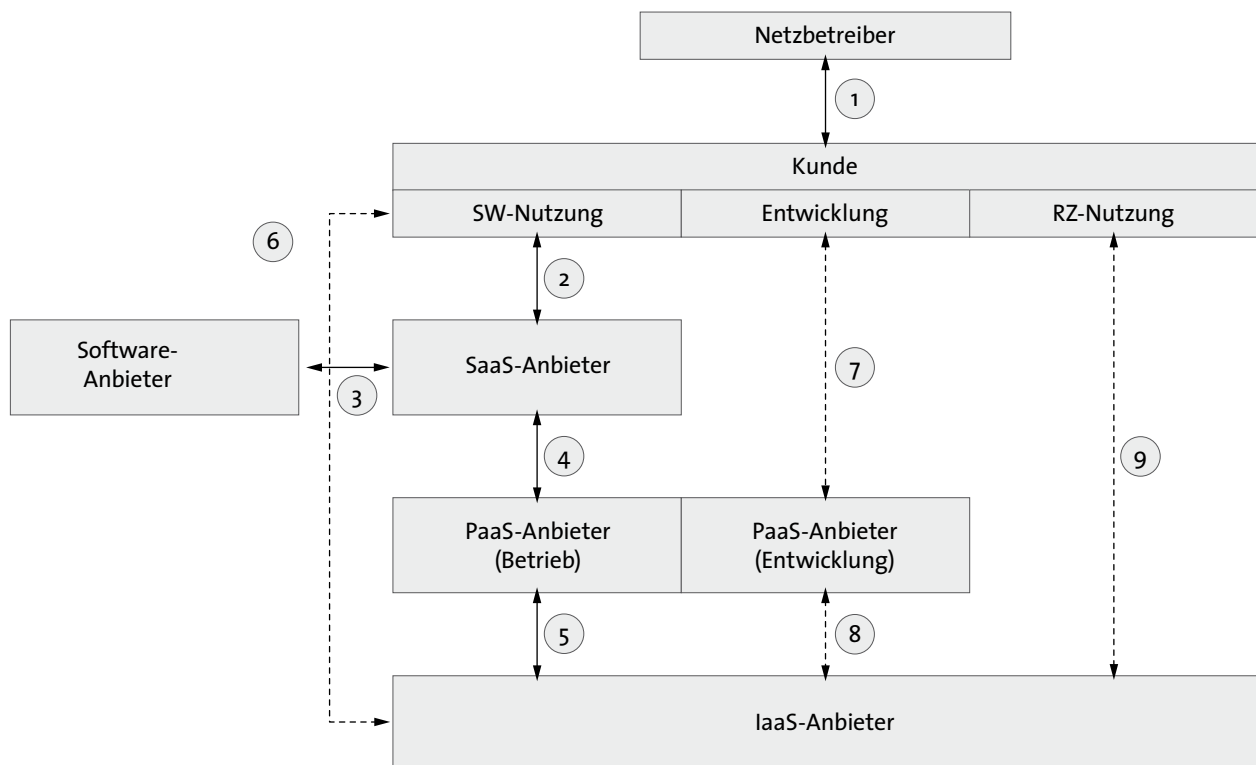 Netzbetreiber
1
Kunde
SW-Nutzung
Entwicklung
RZ-Nutzung
6
2
Software-
Anbieter
SaaS-Anbieter
7
3
4
9
PaaS-Anbieter
(Betrieb)
PaaS-Anbieter
(Entwicklung)
5
8
IaaS-Anbieter